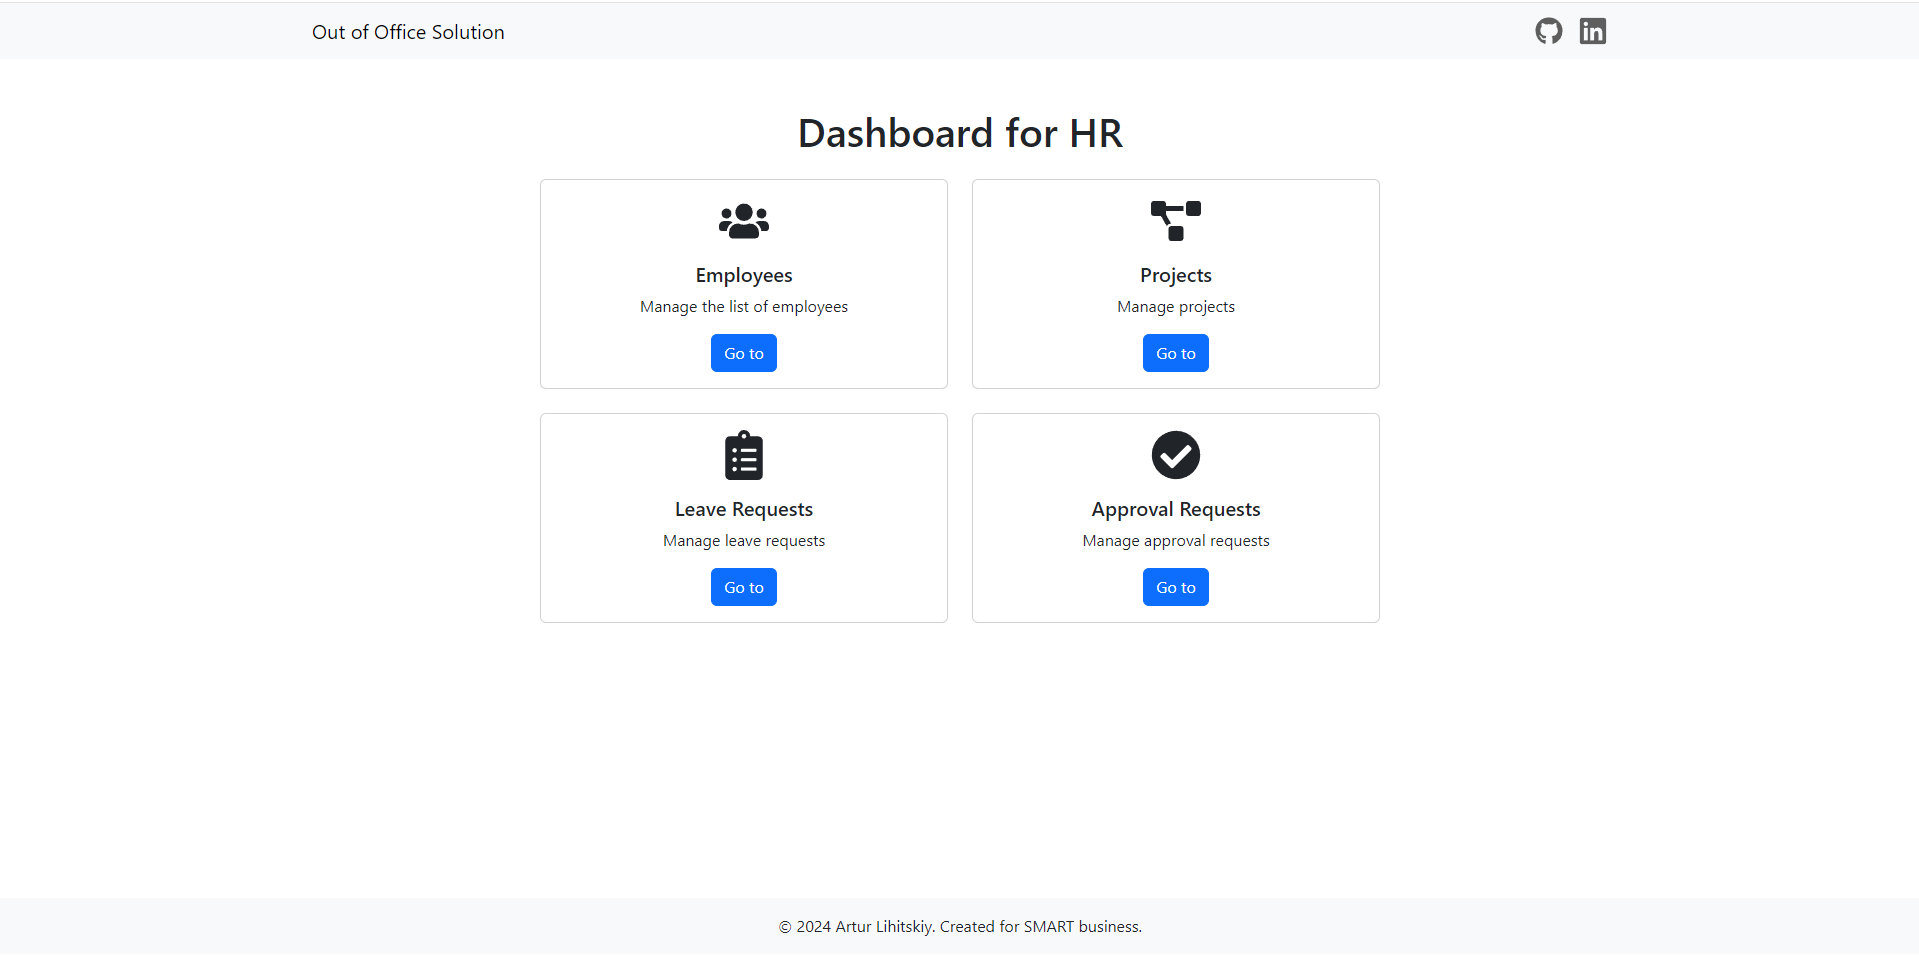 Out of Office Solution
Dashboard for HR
Employees
Manage the list of employees
Go to
Projects
Manage projects
Go to
Leave Requests
Manage leave requests
Go to
Approval Requests
Manage approval requests
Go to
© 2024 Artur Lihitskiy. Created for SMART business.